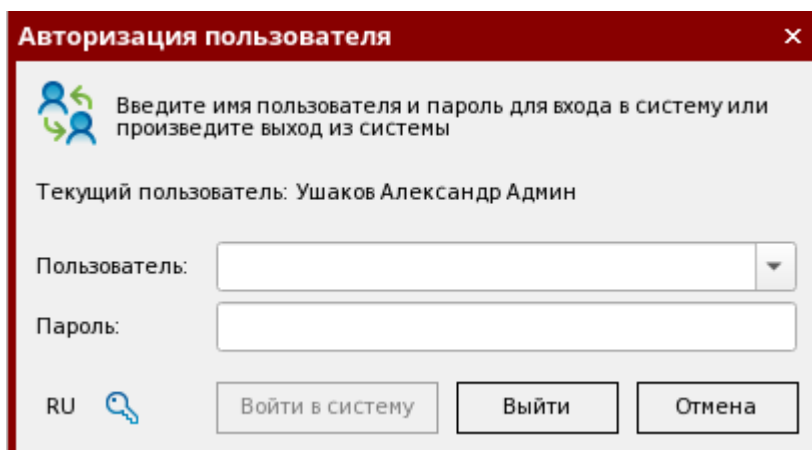 Авторизация пользователя
Введите имя пользователя и пароль для входа в систему или
произведите выход из системы
Текущий пользователь: Ушаков Александр Админ
Пользователь:
Пароль:
RU Войти в систему Выйти Отмена